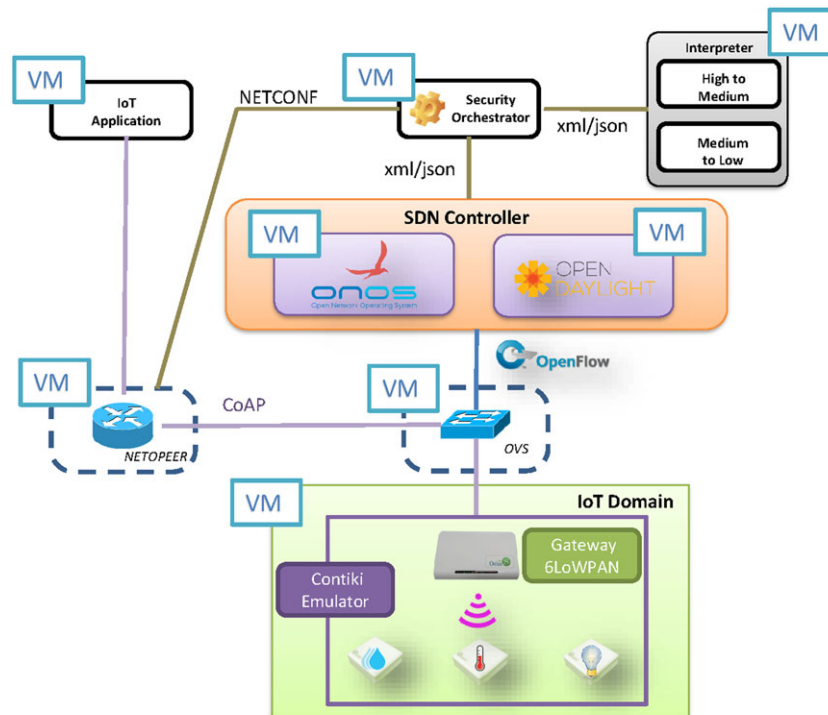 VM
IoT
Application
NETCONF
VM
Security
Orchestrator
xml/json
xml/json
VM
Interpreter
High to
Medium
Medium
to Low
SDN Controller
VM
onos
Open Network Operating System
VM
OPEN
DAYLIGHT
OpenFlow
VM
NETOPEER
CoAP
VM
OVS
VM
IoT Domain
Gateway
6LoWPAN
Contiki
Emulator